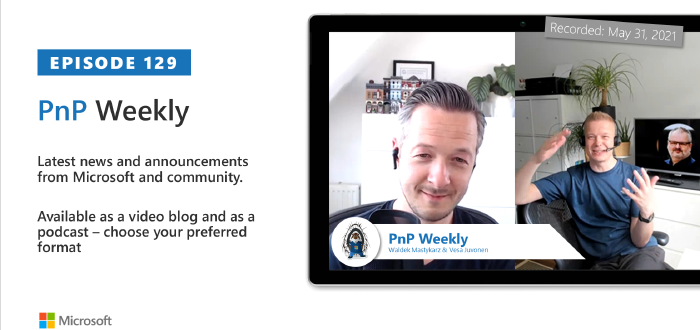 EPISODE 129
PnP Weekly
Latest news and announcements
from Microsoft and community.
Available as a video blog and as a
podcast – choose your preferred
format
Microsoft
Recorded: May 31, 2021
PnP Weekly
Waldek Mastykarz & Vesa Juvonen